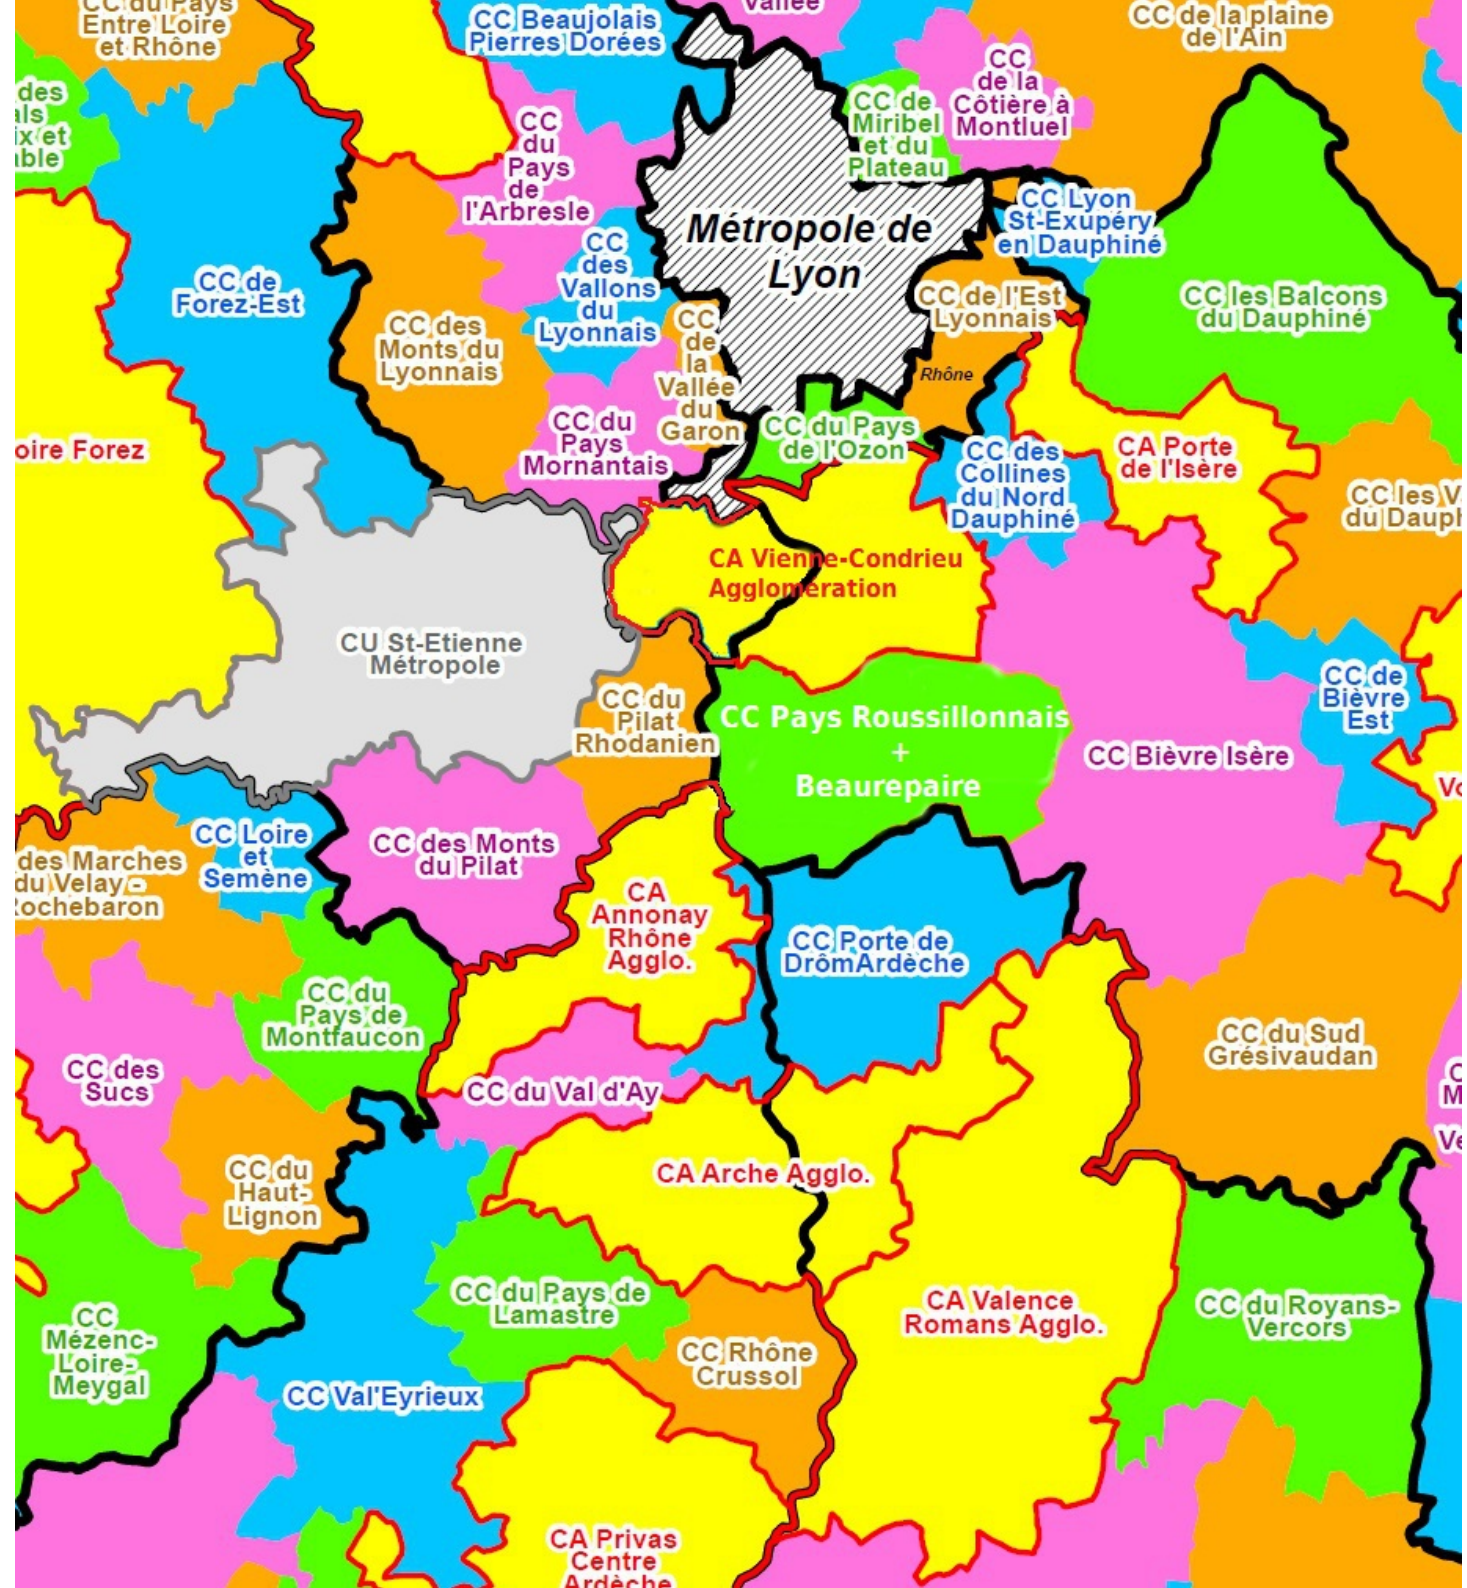 CC du Pays
Entre Loire
et Rhône
CC Beaujolais
Pierres Dorées
Vallée
CC de la plaine
de l'Ain
CC
de la
Côtière à
Montluel
CC de
Miribel
et du
Plateau
des
ix et
able
CC
du
Pays
de
l'Arbresle
Métropole de
Lyon
CC Lyon
St-Exupéry
en Dauphiné
CC
des
Vallons
du
Lyonnais
CC de
Forez-Est
CC des
Monts du
Lyonnais
CC
de
la
Vallée
du
Garon
CC de l'Est
Lyonnais
Rhône
CC les Balcons
du Dauphiné
oire Forez
CC du
Pays
Mornantais
CC du Pays
de l'Ozon
CC des
Collines
du Nord
Dauphiné
CA Porte
de l'Isère
CC les V
du Dauph
CA Vienne-Condrieu
Agglomération
CU St-Etienne
Métropole
CC du
Pilat
Rhodanien
CC Pays Roussillonnais
+
Beaurepaire
CC Bièvre Isère
CC de
Bièvre
Est
Vo
CC Loire
et
Semène
CC des Monts
du Pilat
des Marches
du Velay -
Rochebaron
CA
Annonay
Rhône
Agglo.
CC Porte de
DrômArdèche
CC du
Pays de
Montfaucon
CC du Sud
Grésivaudan
CC des
Sucs
CC du Val d'Ay
C
M
Ve
CC du
Haut-
Lignon
CA Arche Agglo.
CC
Mézenc-
Loire-
Meygal
CC du Pays de
Lamastre
CA Valence
Romans Agglo.
CC du Royans-
Vercors
CC Rhône
Crussol
CC Val'Eyrieux
CA Privas
Centre
Ardèche